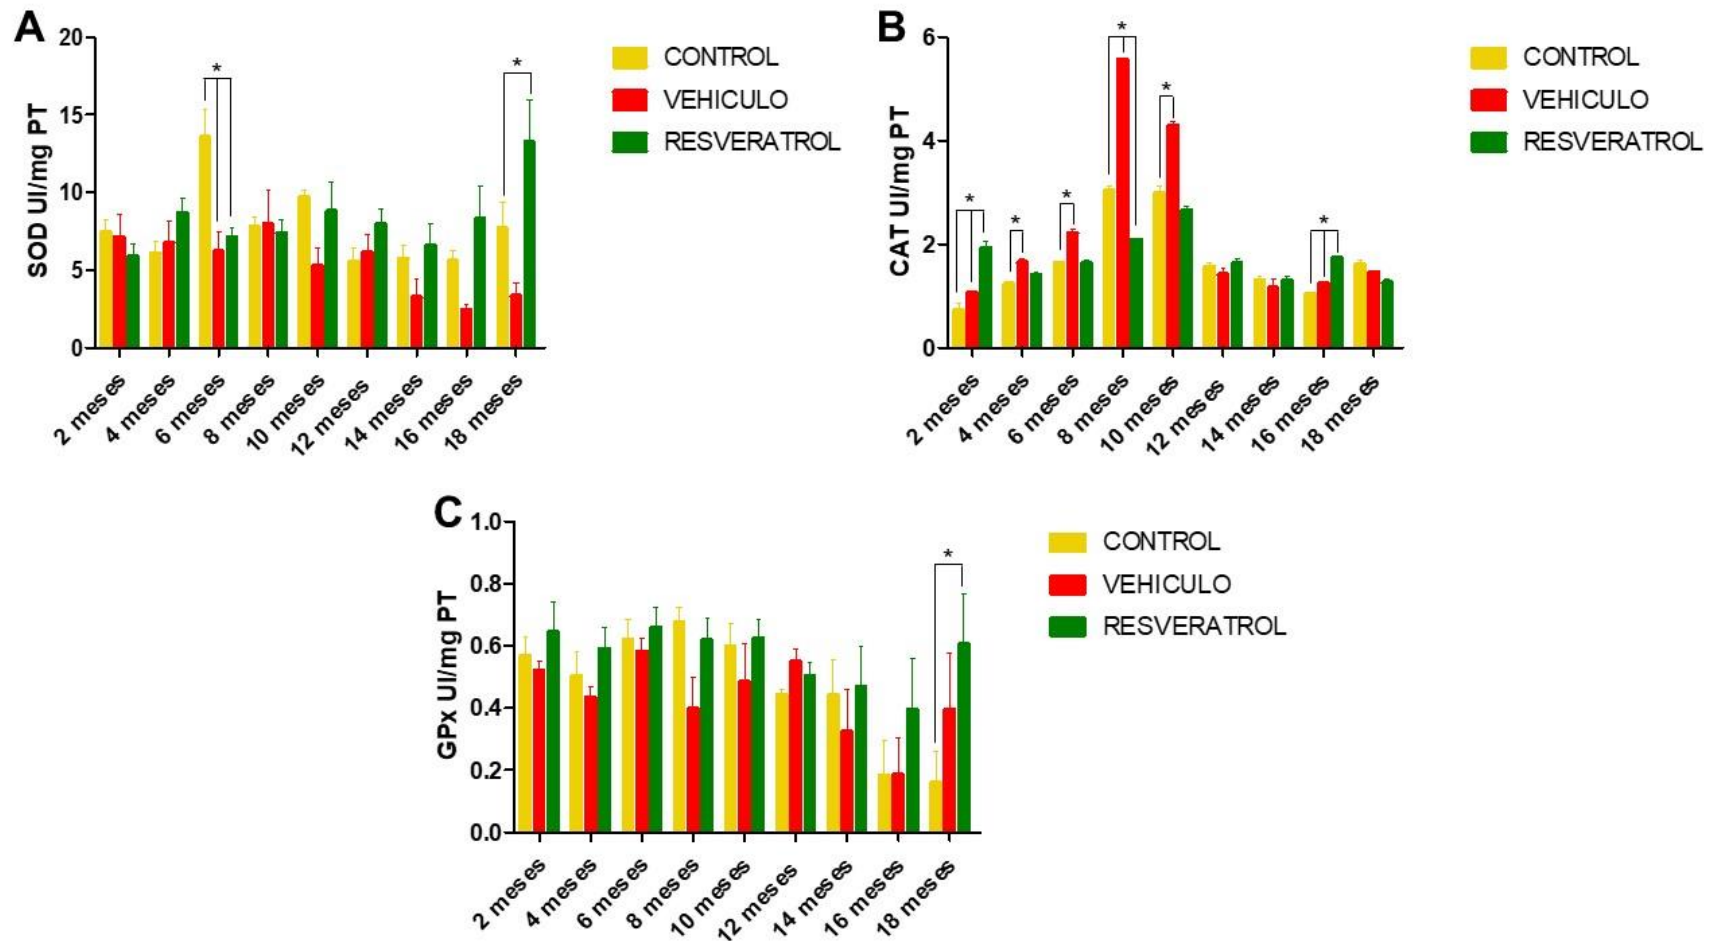 A
SOD UI/mg PT
20
15
10
5
0
*
*
2 meses
4 meses
6 meses
8 meses
10 meses
12 meses
14 meses
16 meses
18 meses
CONTROL
VEHICULO
RESVERATROL
B
CAT UI/mg PT
6
4
2
0
*
*
*
*
*
*
2 meses
4 meses
6 meses
8 meses
10 meses
12 meses
14 meses
16 meses
18 meses
CONTROL
VEHICULO
RESVERATROL
C
GPx UI/mg PT
1.0
0.8
0.6
0.4
0.2
0.0
*
2 meses
4 meses
6 meses
8 meses
10 meses
12 meses
14 meses
16 meses
18 meses
CONTROL
VEHICULO
RESVERATROL